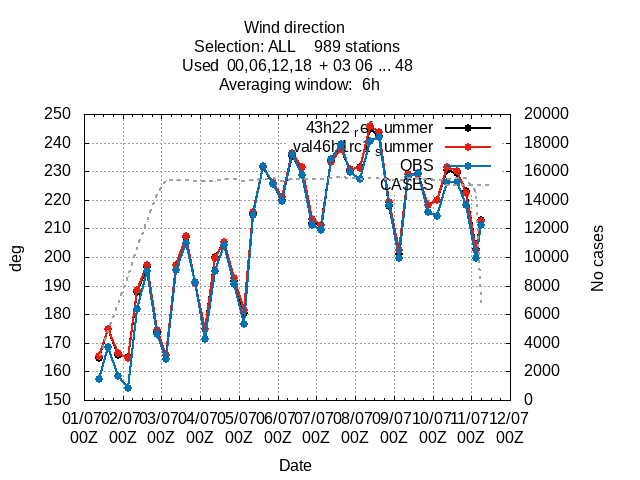 Wind direction
Selection: ALL 989 stations
Used 00,06,12,18 + 03 06 ... 48
Averaging window: 6h
250 20000
240 18000
230 16000
220 14000
210 12000
200 10000
190 8000
180 6000
170 4000
160 2000
150 0
43h22_ref_summer
val46h1rc1_summer
OBS
CASES
deg
No cases
01/07 02/07 03/07 04/07 05/07 06/07 07/07 08/07 09/07 10/07 11/07 12/07
00Z 00Z 00Z 00Z 00Z 00Z 00Z 00Z 00Z 00Z 00Z 00Z
Date